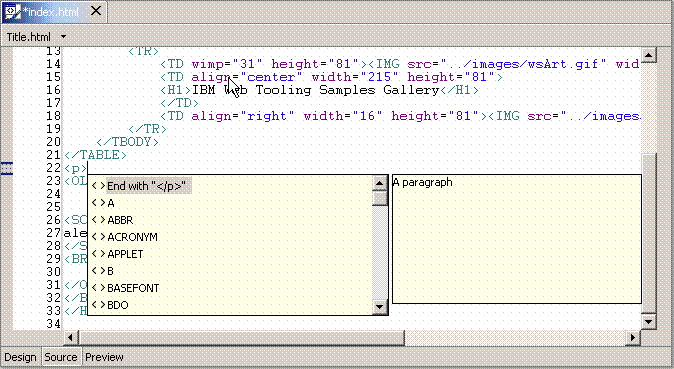 *index.html
Title.html
13 <TR>
14 <TD wimp="31" height="81"><IMG src="../images/wsArt.gif" wid
15 <TD align="center" width="215" height="81">
16 <H1>IBM Web Tooling Samples Gallery</H1>
17 </TD>
18 <TD align="right" width="16" height="81"><IMG src="../images
19 </TR>
20 </TBODY>
21 </TABLE>
22 <p>
23 <OL
24 End with "</p>" A paragraph
25 A
26 <SC ABBR
27 ale ACRONYM
28 </S APPLET
29 <BR B
30 BASEFONT
31 </O BDO
32 </B
33 </H
34
Design Source Preview